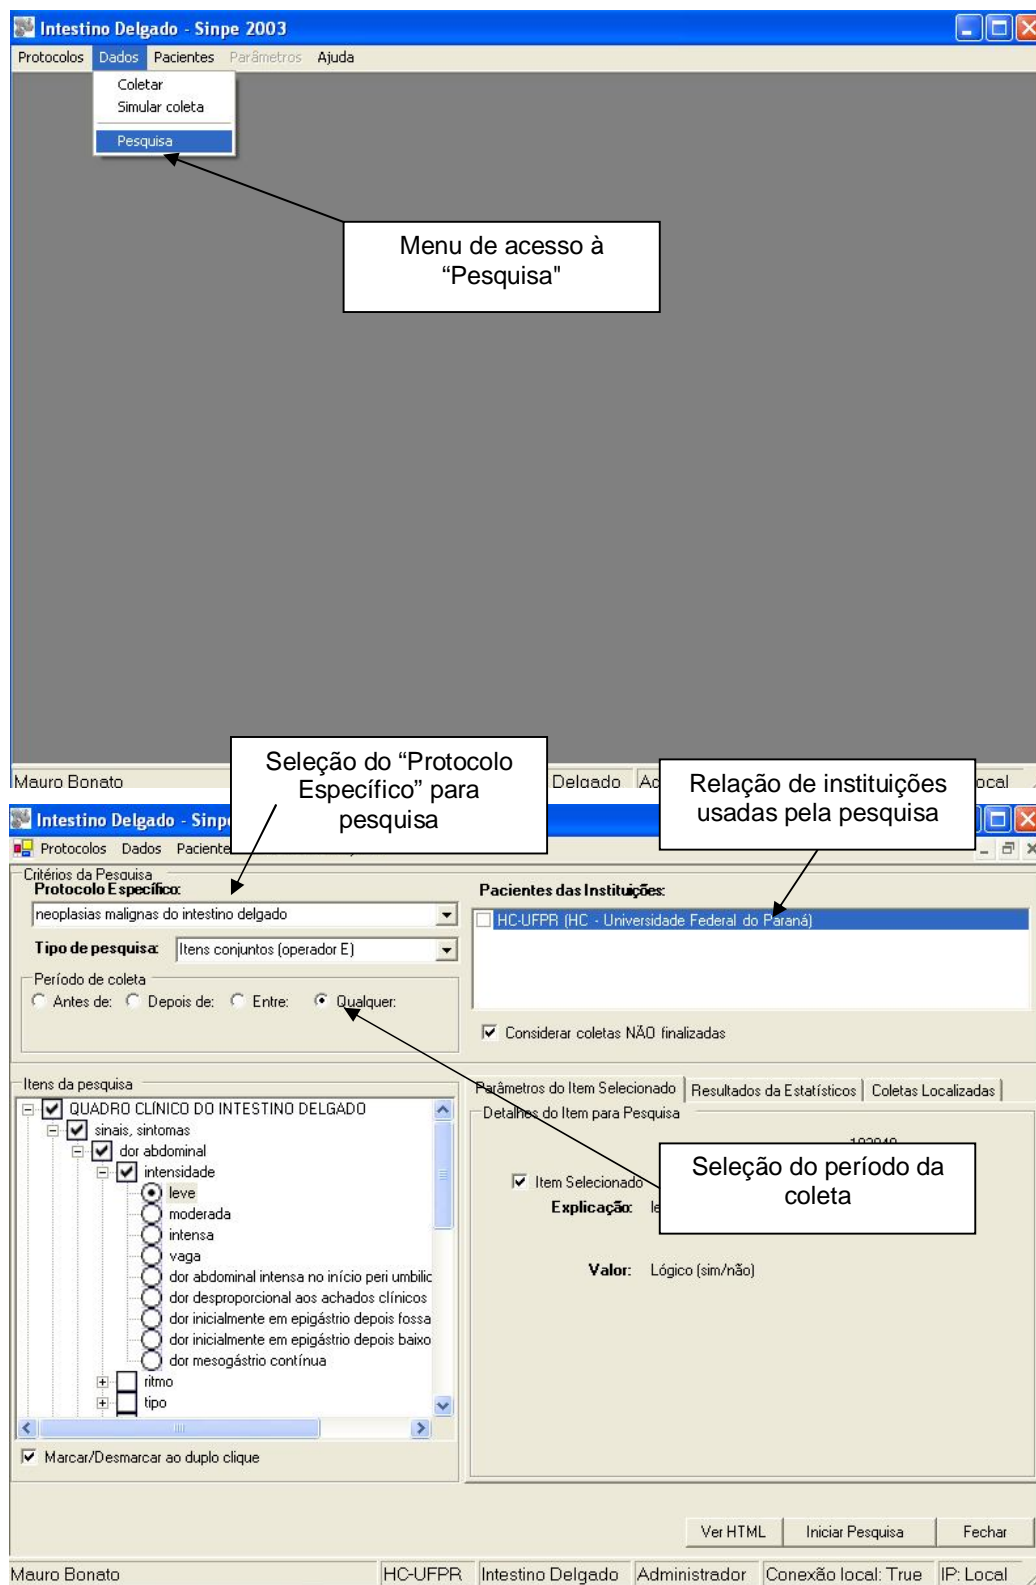 Intestino Delgado - Sinpe 2003
Protocolos Dados Pacientes Parâmetros Ajuda
Coletar
Simular coleta
Pesquisa
Menu de acesso à
“Pesquisa"
Mauro Bonato Delgado
Seleção do “Protocolo
Específico” para
pesquisa
Relação de instituições
usadas pela pesquisa
Intestino Delgado -
Protocolos Dados
Critérios da Pesquisa
Protocolo Específico:
neoplasias malignas do intestino delgado
Tipo de pesquisa: Itens conjuntos (operador E)
Período de coleta
Antes de: Depois de: Entre: Qualquer:
Pacientes das Instituições:
HC-UFPR (HC - Universidade Federal do Paraná)
Considerar coletas NÃO finalizadas
Itens da pesquisa
QUADRO CLÍNICO DO INTESTINO DELGADO
sinais, sintomas
dor abdominal
intensidade
leve
moderada
intensa
vaga
dor abdominal intensa no início peri
dor desproporcional aos achados clínicos
dor inicialmente em epigástrio depois fossa
dor inicialmente em epigástrio depois baixo
dor mesogástrio contínua
ritmo
tipo
Marcar/Desmarcar ao duplo clique
Parâmetros do Item Selecionado Resultados da Estatísticos Coletas Localizadas
Detalhes do Item para Pesquisa
Item Selecionado
Explicação:
Valor: Lógico (sim/não)
Seleção do período da
coleta
Ver HTML Iniciar Pesquisa Fechar
Mauro Bonato HC-UFPR Intestino Delgado Administrador Conexão local: True IP: Local